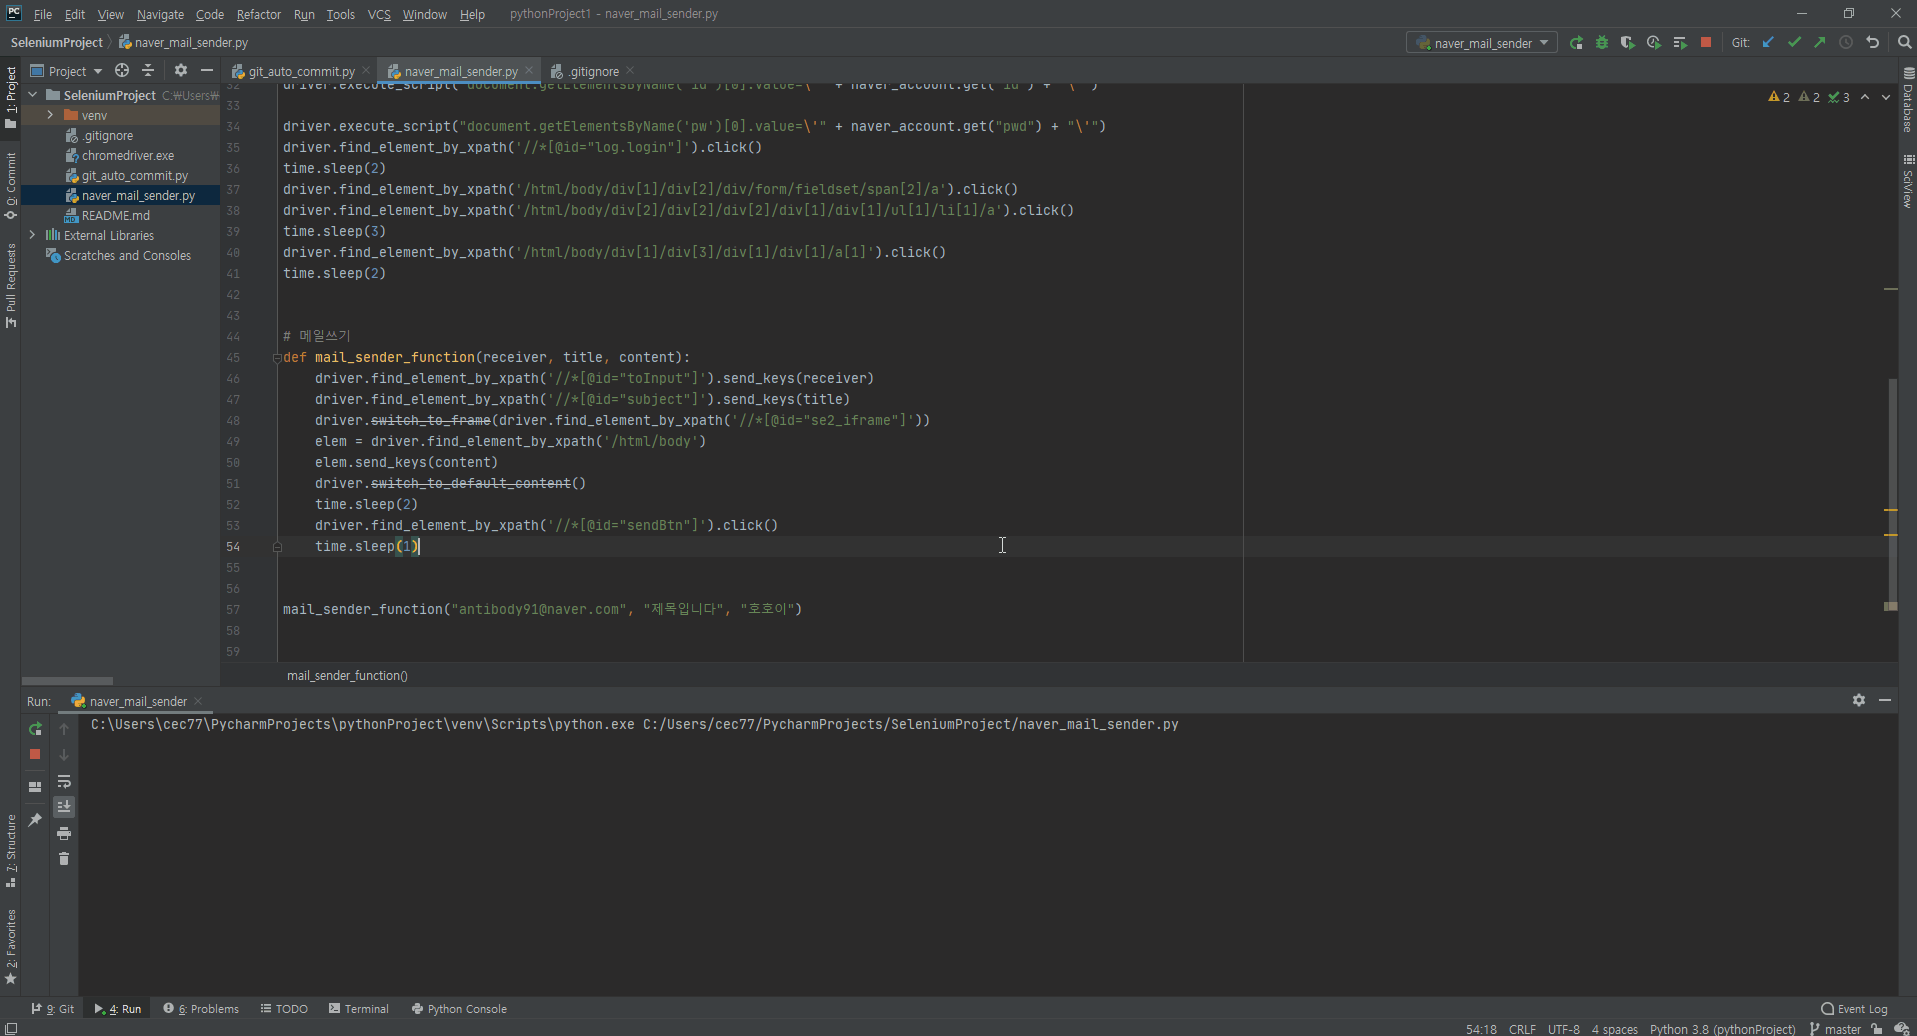 PC File Edit View Navigate Code Refactor Run Tools VCS Window Help pythonProject1 - naver_mail_sender.py
SeleniumProject naver_mail_sender.py naver_mail_sender Git:
Project git_auto_commit.py naver_mail_sender.py .gitignore
1: Project
0: Commit
Pull Requests
7: Structure
2: Favorites
SeleniumProject C:₩Users₩
venv
.gitignore
chromedriver.exe
git_auto_commit.py
naver_mail_sender.py
README.md
External Libraries
Scratches and Consoles
2 2 3
Database
SciView
32 driver.execute_script("document.getElementsByName('id')[0].value=\'" + naver_account.get("id") + "\'")
33
34 driver.execute_script("document.getElementsByName('pw')[0].value=\'" + naver_account.get("pwd") + "\'")
35 driver.find_element_by_xpath('//*[@id="log.login"]').click()
36 time.sleep(2)
37 driver.find_element_by_xpath('/html/body/div[1]/div[2]/div/form/fieldset/span[2]/a').click()
38 driver.find_element_by_xpath('/html/body/div[2]/div[2]/div[2]/div[1]/div[1]/ul[1]/li[1]/a').click()
39 time.sleep(3)
40 driver.find_element_by_xpath('/html/body/div[1]/div[3]/div[1]/div[1]/a[1]').click()
41 time.sleep(2)
42
43
44 # 메일쓰기
45 def mail_sender_function(receiver, title, content):
46 driver.find_element_by_xpath('//*[@id="toInput"]').send_keys(receiver)
47 driver.find_element_by_xpath('//*[@id="subject"]').send_keys(title)
48 driver.switch_to_frame(driver.find_element_by_xpath('//*[@id="se2_iframe"]'))
49 elem = driver.find_element_by_xpath('/html/body')
50 elem.send_keys(content)
51 driver.switch_to_default_content()
52 time.sleep(2)
53 driver.find_element_by_xpath('//*[@id="sendBtn"]').click()
54 time.sleep(1)
55
56
57 mail_sender_function("antibody91@naver.com", "제목입니다", "호호이")
58
59
mail_sender_function()
Run: naver_mail_sender
C:\Users\cec77\PycharmProjects\pythonProject\venv\Scripts\python.exe C:/Users/cec77/PycharmProjects/SeleniumProject/naver_mail_sender.py
9: Git 4: Run 6: Problems TODO Terminal Python Console Event Log
54:18 CRLF UTF-8 4 spaces Python 3.8 (pythonProject) master